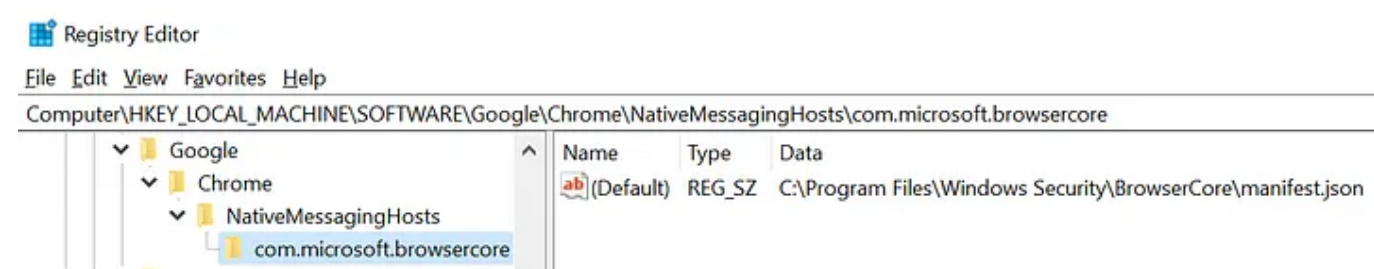 Registry Editor
File Edit View Favorites Help
Computer\HKEY_LOCAL_MACHINE\SOFTWARE\Google\Chrome\NativeMessagingHosts\com.microsoft.browsercore
Google
Chrome
NativeMessagingHosts
com.microsoft.browsercore
Name Type Data
ab (Default) REG_SZ C:\Program Files\Windows Security\BrowserCore\manifest.json